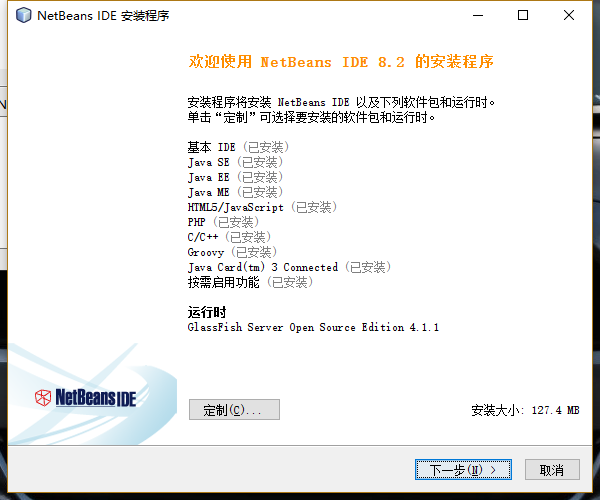 NetBeans IDE 安装程序
欢迎使用 NetBeans IDE 8.2 的安装程序
安装程序将安装 NetBeans IDE 以及下列软件包和运行时。
单击“定制”可选择要安装的软件包和运行时。
基本 IDE (已安装)
Java SE (已安装)
Java EE (已安装)
Java ME (已安装)
HTML5/JavaScript (已安装)
PHP (已安装)
C/C++ (已安装)
Groovy (已安装)
Java Card(tm) 3 Connected (已安装)
按需启用功能 (已安装)
运行时
GlassFish Server Open Source Edition 4.1.1
NetBeans IDE
定制(C)...
安装大小: 127.4 MB
下一步(N) >
取消